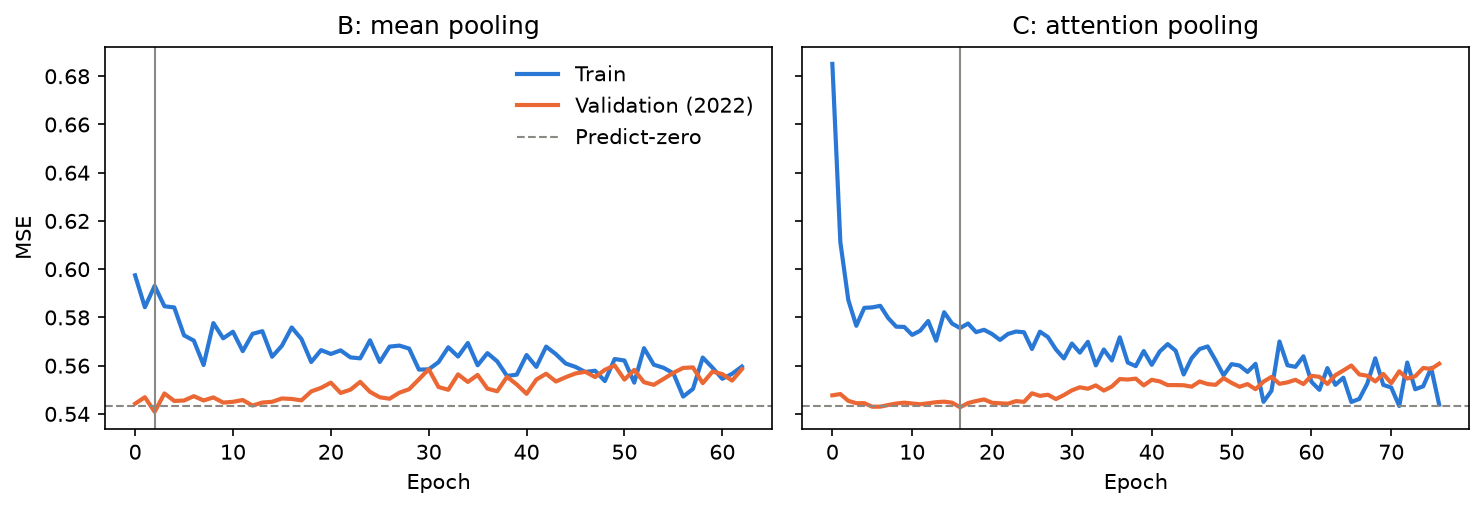 B: mean pooling
C: attention pooling
Train
Validation (2022)
Predict-zero
MSE
0.68
0.66
0.64
0.62
0.60
0.58
0.56
0.54
0 10 20 30 40 50 60
0 10 20 30 40 50 60 70
Epoch
Epoch